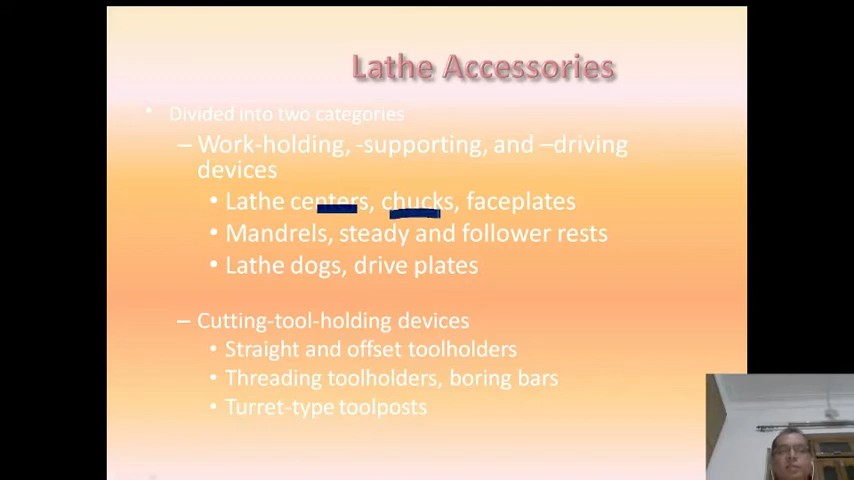 Lathe Accessories
• Divided into two categories
– Work-holding, -supporting, and –driving
devices
• Lathe centers, chucks, faceplates
• Mandrels, steady and follower rests
• Lathe dogs, drive plates
– Cutting-tool-holding devices
• Straight and offset toolholders
• Threading toolholders, boring bars
• Turret-type toolposts